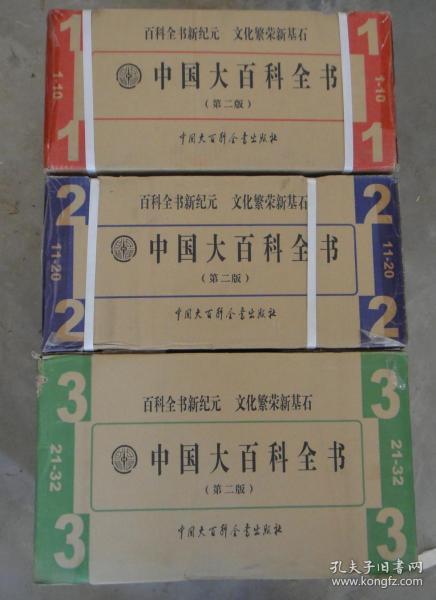 百科全书新纪元 文化繁荣新基石
1 1
1-10 1-10
中国大百科全书
（第二版）
1 1
中国大百科全书出版社
百科全书新纪元 文化繁荣新基石
2 2
11-20 11-20
中国大百科全书
（第二版）
2 2
中国大百科全书出版社
百科全书新纪元 文化繁荣新基石
3 3
21-32 21-32
中国大百科全书
（第二版）
3 3
中国大百科全书出版社
孔夫子旧书网
www.kongfz.com